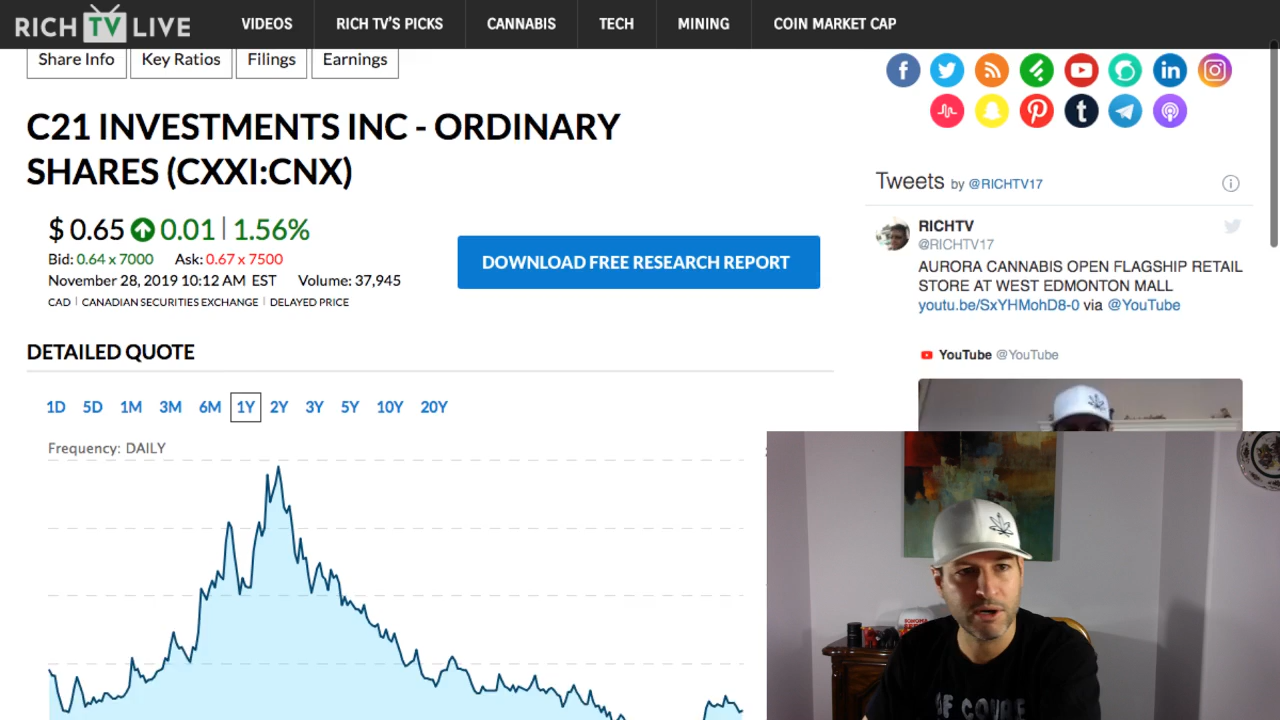 RICH TV LIVE
VIDEOS
RICH TV'S PICKS
CANNABIS
TECH
MINING
COIN MARKET CAP
Share Info
Key Ratios
Filings
Earnings
C21 INVESTMENTS INC - ORDINARY
SHARES (CXXI:CNX)
$ 0.65 0.01 | 1.56%
Bid: 0.64 x 7000 Ask: 0.67 x 7500
November 28, 2019 10:12 AM EST Volume: 37,945
CAD | CANADIAN SECURITIES EXCHANGE | DELAYED PRICE
DOWNLOAD FREE RESEARCH REPORT
DETAILED QUOTE
1D 5D 1M 3M 6M 1Y 2Y 3Y 5Y 10Y 20Y
Frequency: DAILY
Tweets by @RICHTV17
RICHTV
@RICHTV17
AURORA CANNABIS OPEN FLAGSHIP RETAIL
STORE AT WEST EDMONTON MALL
youtu.be/SxYHMohD8-0 via @YouTube
YouTube @YouTube
OF COURSE